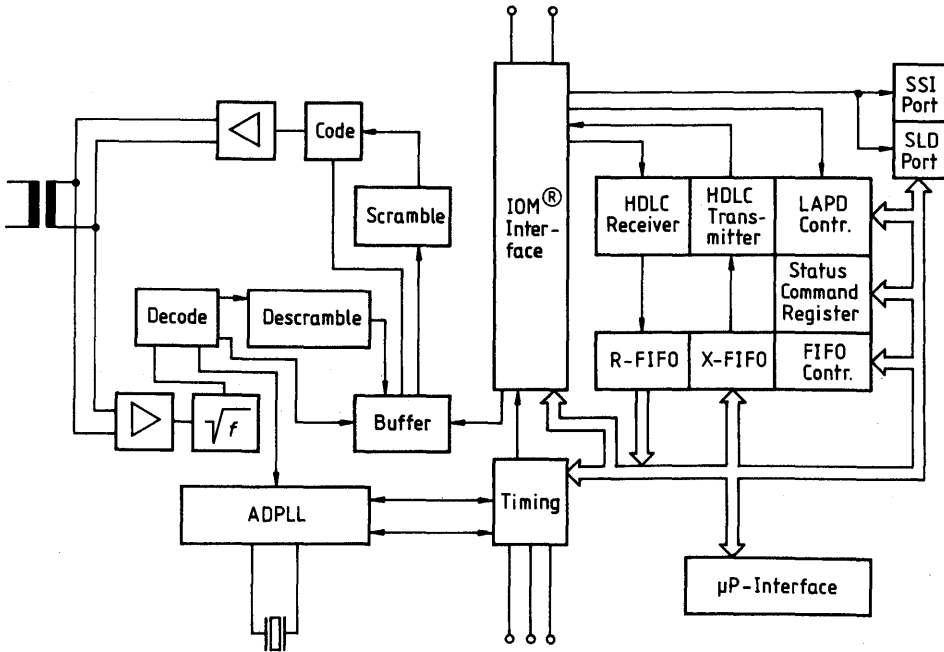 Code
SSI
Port
SLD
Port
IOM®
Inter-
face
HDLC
Receiver
HDLC
Trans-
mitter
LAPD
Contr.
Scramble
Status
Command
Register
Decode
Descramble
R-FIFO
X-FIFO
FIFO
Contr.
√f
Buffer
ADPLL
Timing
µP-Interface